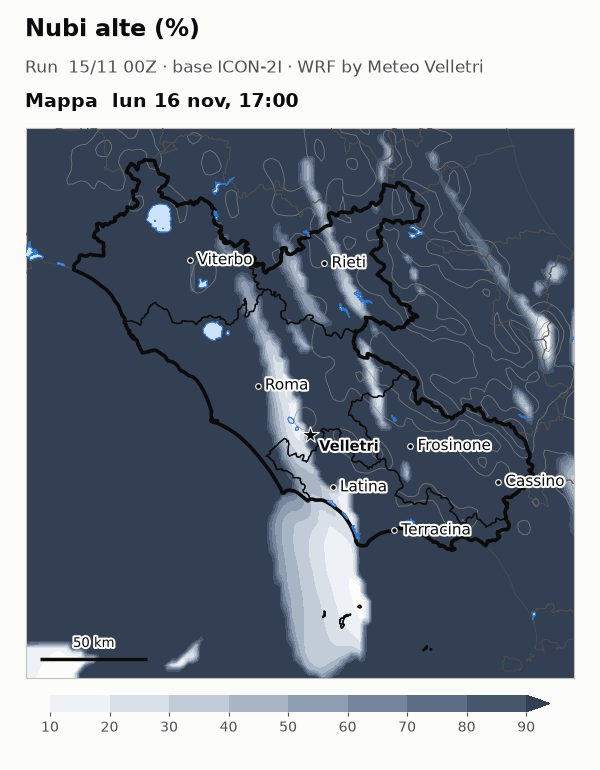 Nubi alte (%)
Run  15/11 00Z · base ICON-2I · WRF by Meteo Velletri
Mappa  lun 16 nov, 17:00
Viterbo
Rieti
Roma
Velletri
Frosinone
Latina
Cassino
Terracina
50 km
10 20 30 40 50 60 70 80 90